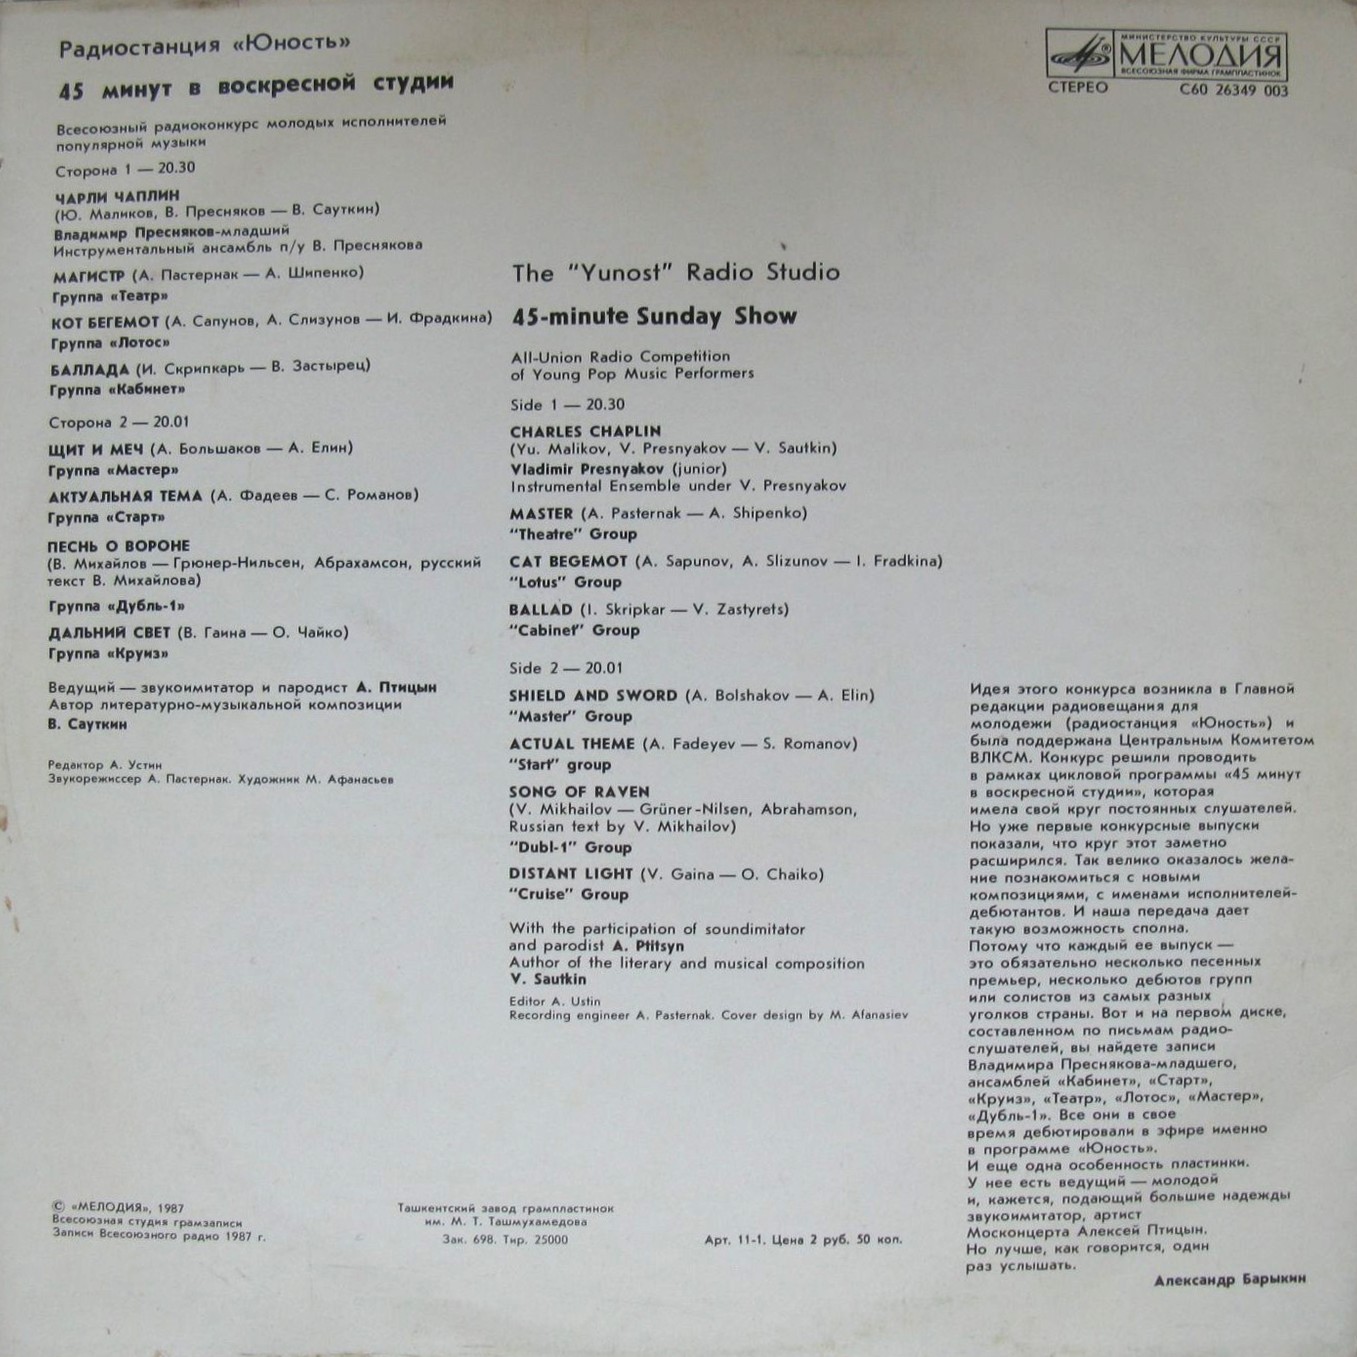 Радиостанция «Юность»
45 минут в воскресной студии
Всесоюзный радиоконкурс молодых исполнителей
популярной музыки
Сторона 1 — 20.30
ЧАРЛИ ЧАПЛИН
(Ю. Маликов, В. Пресняков — В. Сауткин)
Владимир Пресняков-младший
Инструментальный ансамбль п/у В. Преснякова
МАГИСТР (А. Пастернак — А. Шипенко)
Группа «Театр»
КОТ БЕГЕМОТ (А. Сапунов, А. Слизунов — И. Фрадкина)
Группа «Лотос»
БАЛЛАДА (И. Скрипкарь — В. Застырец)
Группа «Кабинет»
Сторона 2 — 20.01
ЩИТ И МЕЧ (А. Большаков — А. Елин)
Группа «Мастер»
АКТУАЛЬНАЯ ТЕМА (А. Фадеев — С. Романов)
Группа «Старт»
ПЕСНЬ О ВОРОНЕ
(В. Михайлов — Грюнер-Нильсен, Абрахамсон, русский
текст В. Михайлова)
Группа «Дубль-1»
ДАЛЬНИЙ СВЕТ (В. Гаина — О. Чайко)
Группа «Круиз»
Ведущий — звукоимитатор и пародист А. Птицын
Автор литературно-музыкальной композиции
В. Сауткин
Редактор А. Устин
Звукорежиссер А. Пастернак. Художник М. Афанасьев
The "Yunost" Radio Studio
45-minute Sunday Show
All-Union Radio Competition
of Young Pop Music Performers
Side 1 — 20.30
CHARLES CHAPLIN
(Yu. Malikov, V. Presnyakov — V. Sautkin)
Vladimir Presnyakov (junior)
Instrumental Ensemble under V. Presnyakov
MASTER (A. Pasternak — A. Shipenko)
"Theatre" Group
CAT BEGEMOT (A. Sapunov, A. Slizunov — I. Fradkina)
"Lotus" Group
BALLAD (I. Skripkar — V. Zastyrets)
"Cabinet" Group
Side 2 — 20.01
SHIELD AND SWORD (A. Bolshakov — A. Elin)
"Master" Group
ACTUAL THEME (A. Fadeyev — S. Romanov)
"Start" group
SONG OF RAVEN
(V. Mikhailov — Grüner-Nilsen, Abrahamson,
Russian text by V. Mikhailov)
"Dubl-1" Group
DISTANT LIGHT (V. Gaina — O. Chaiko)
"Cruise" Group
With the participation of soundimitator
and parodist A. Ptitsyn
Author of the literary and musical composition
V. Sautkin
Editor A. Ustin
Recording engineer A. Pasternak. Cover design by M. Afanasiev
МИНИСТЕРСТВО КУЛЬТУРЫ СССР
МЕЛОДИЯ
ВСЕСОЮЗНАЯ ФИРМА ГРАМПЛАСТИНОК
СТЕРЕО С60 26349 003
Идея этого конкурса возникла в Главной
редакции радиовещания для
молодежи (радиостанция «Юность») и
была поддержана Центральным Комитетом
ВЛКСМ. Конкурс решили проводить
в рамках цикловой программы «45 минут
в воскресной студии», которая
имела свой круг постоянных слушателей.
Но уже первые конкурсные выпуски
показали, что круг этот заметно
расширился. Так велико оказалось жела-
ние познакомиться с новыми
композициями, с именами исполнителей-
дебютантов. И наша передача дает
такую возможность сполна.
Потому что каждый ее выпуск —
это обязательно несколько песенных
премьер, несколько дебютов групп
или солистов из самых разных
уголков страны. Вот и на первом диске,
составленном по письмам радио-
слушателей, вы найдете записи
Владимира Преснякова-младшего,
ансамблей «Кабинет», «Старт»,
«Круиз», «Театр», «Лотос», «Мастер»,
«Дубль-1». Все они в свое
время дебютировали в эфире именно
в программе «Юность».
И еще одна особенность пластинки.
У нее есть ведущий — молодой
и, кажется, подающий большие надежды
звукоимитатор, артист
Москонцерта Алексей Птицын.
Но лучше, как говорится, один
раз услышать.
Александр Барыкин
© «МЕЛОДИЯ», 1987
Всесоюзная студия грамзаписи
Записи Всесоюзного радио 1987 г.
Ташкентский завод грампластинок
им. М. Т. Ташмухамедова
Зак. 698. Тир. 25000
Арт. 11-1. Цена 2 руб. 50 коп.